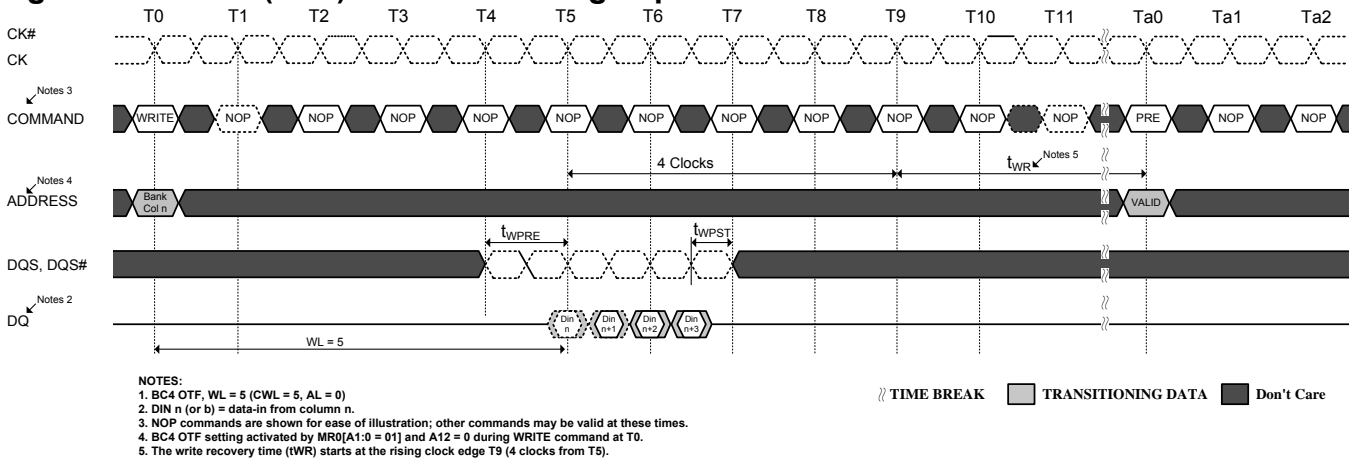 T0 T1 T2 T3 T4 T5 T6 T7 T8 T9 T10 T11 Ta0 Ta1 Ta2
CK#
CK
Notes 3
COMMAND
WRITE NOP NOP NOP NOP NOP NOP NOP NOP NOP NOP NOP PRE NOP NOP
4 Clocks
tWR
Notes 5
Notes 4
ADDRESS
Bank
Col n
VALID
tWPRE
tWPST
DQS, DQS#
Notes 2
DQ
Din
n
Din
n+1
Din
n+2
Din
n+3
WL = 5
NOTES:
1. BC4 OTF, WL = 5 (CWL = 5, AL = 0)
2. DIN n (or b) = data-in from column n.
3. NOP commands are shown for ease of illustration; other commands may be valid at these times.
4. BC4 OTF setting activated by MR0[A1:0 = 01] and A12 = 0 during WRITE command at T0.
5. The write recovery time (tWR) starts at the rising clock edge T9 (4 clocks from T5).
TIME BREAK
TRANSITIONING DATA
Don't Care